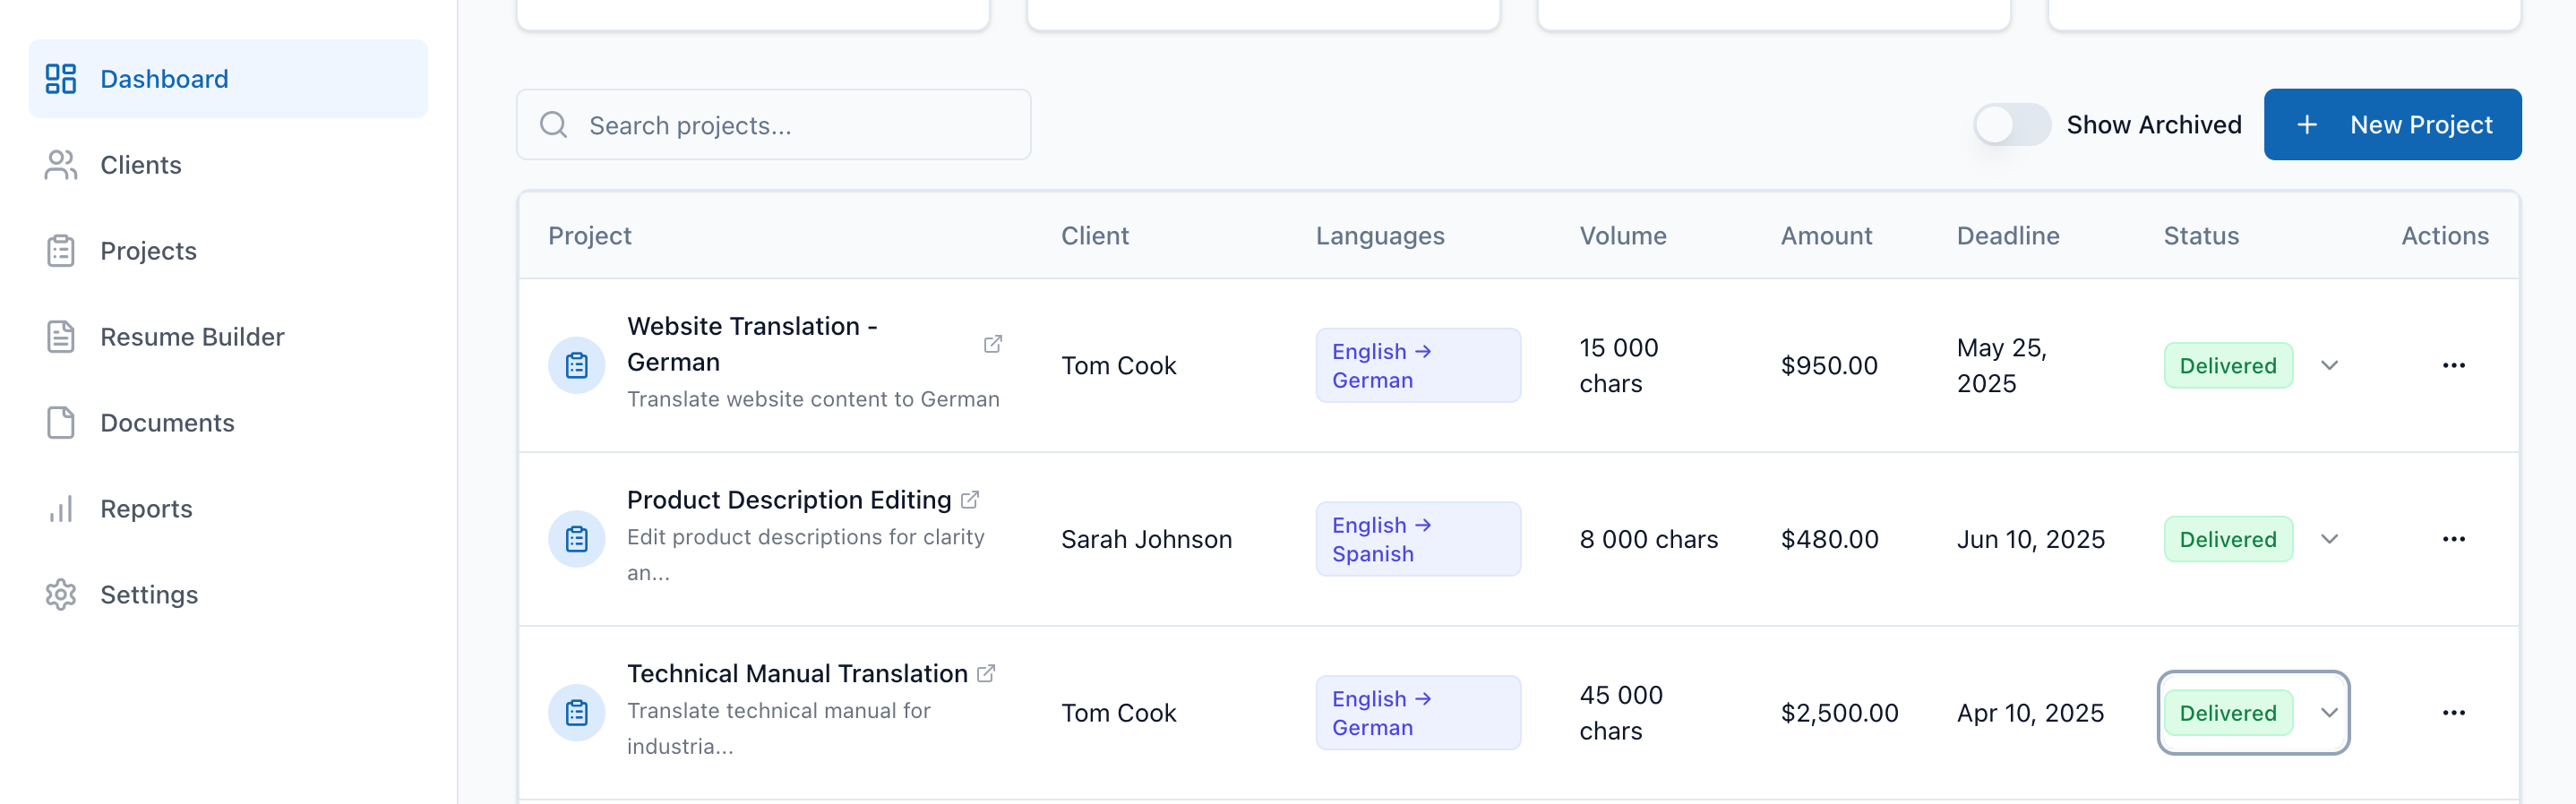 Dashboard
Clients
Projects
Resume Builder
Documents
Reports
Settings
Search projects...
Show Archived
+ New Project
Project Client Languages Volume Amount Deadline Status Actions
Website Translation -
German
Translate website content to German
Tom Cook
English →
German
15 000
chars
$950.00
May 25,
2025
Delivered
Product Description Editing
Edit product descriptions for clarity
an...
Sarah Johnson
English →
Spanish
8 000 chars
$480.00
Jun 10, 2025
Delivered
Technical Manual Translation
Translate technical manual for
industria...
Tom Cook
English →
German
45 000
chars
$2,500.00
Apr 10, 2025
Delivered